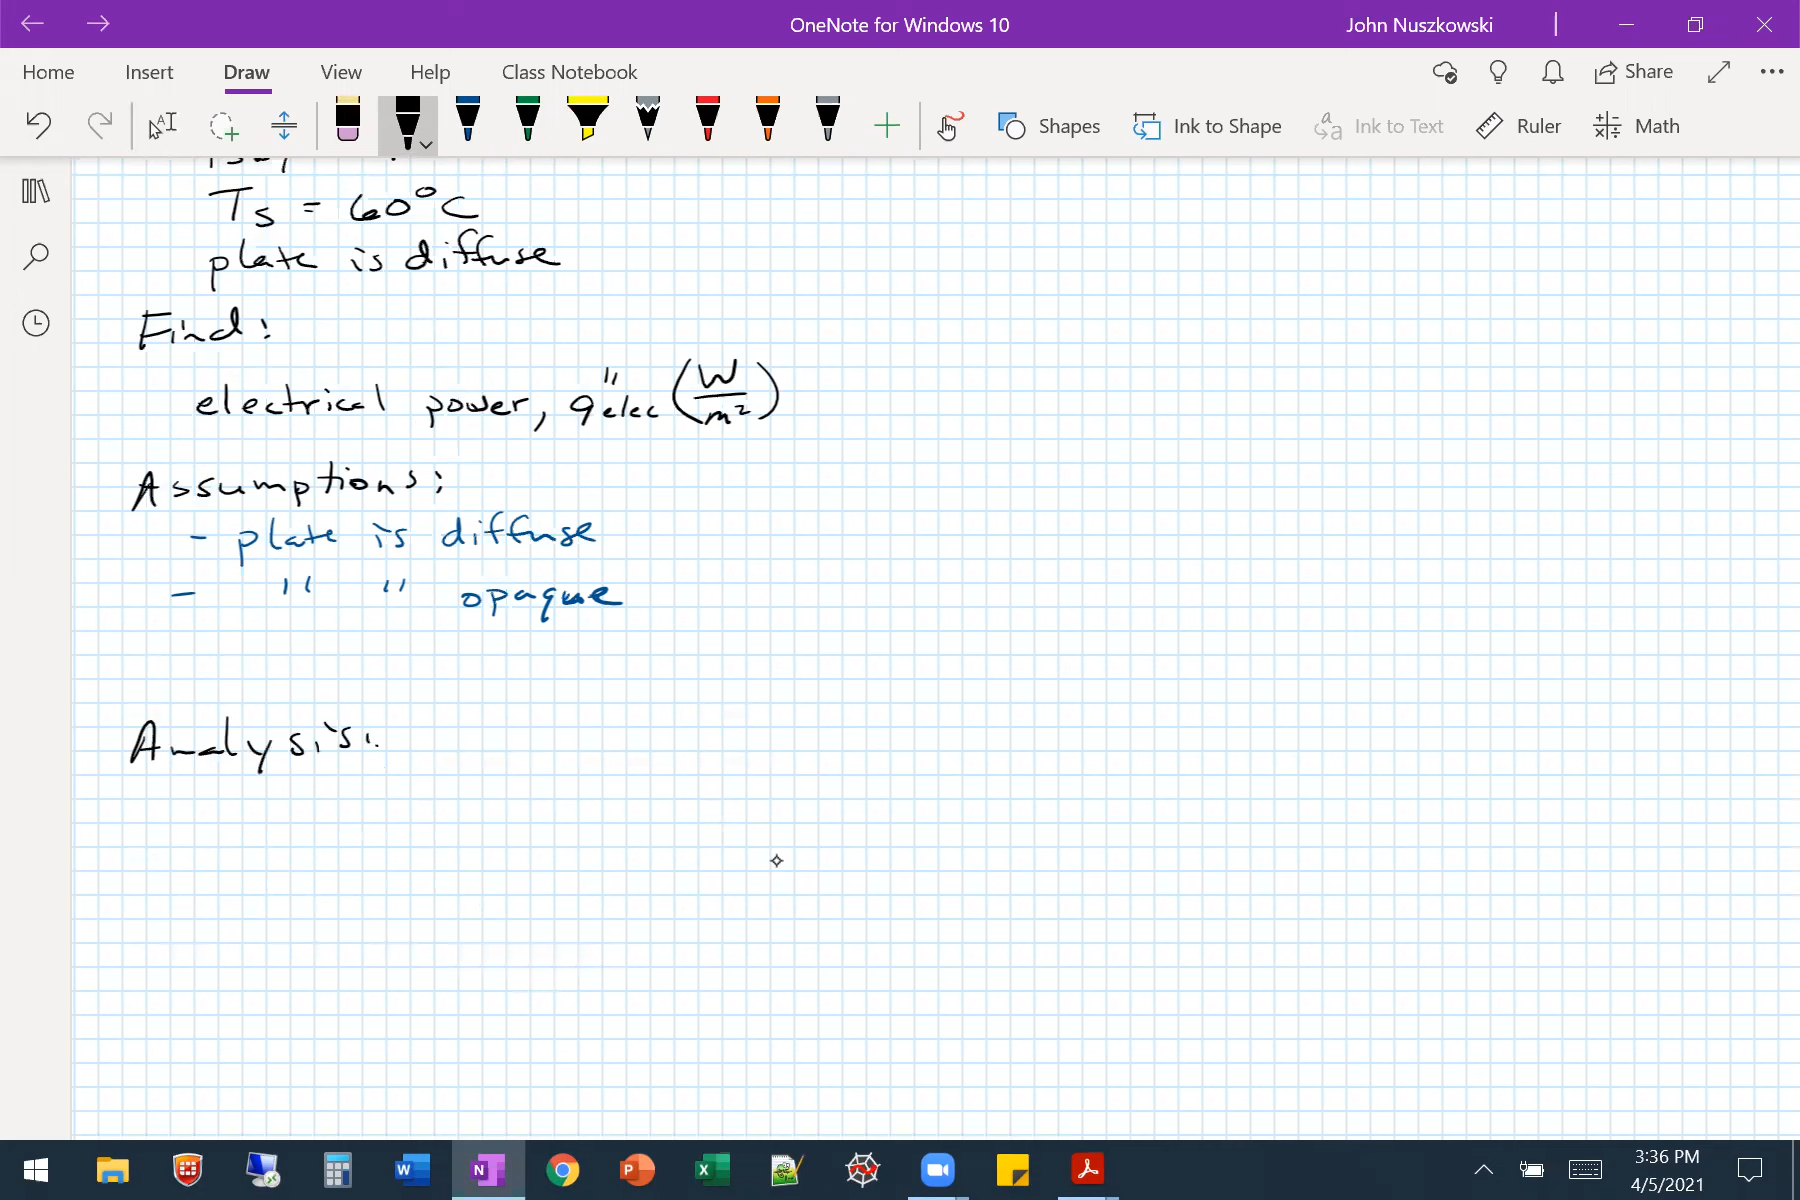 OneNote for Windows 10
John Nuszkowski
Home Insert Draw View Help Class Notebook
Share
Shapes Ink to Shape Ink to Text Ruler Math
Ts = 60°C
plate is diffuse
Find:
electrical power, q"elec (W/m²)
Assumptions:
- plate is diffuse
- " " opaque
Analysis:
3:36 PM
4/5/2021